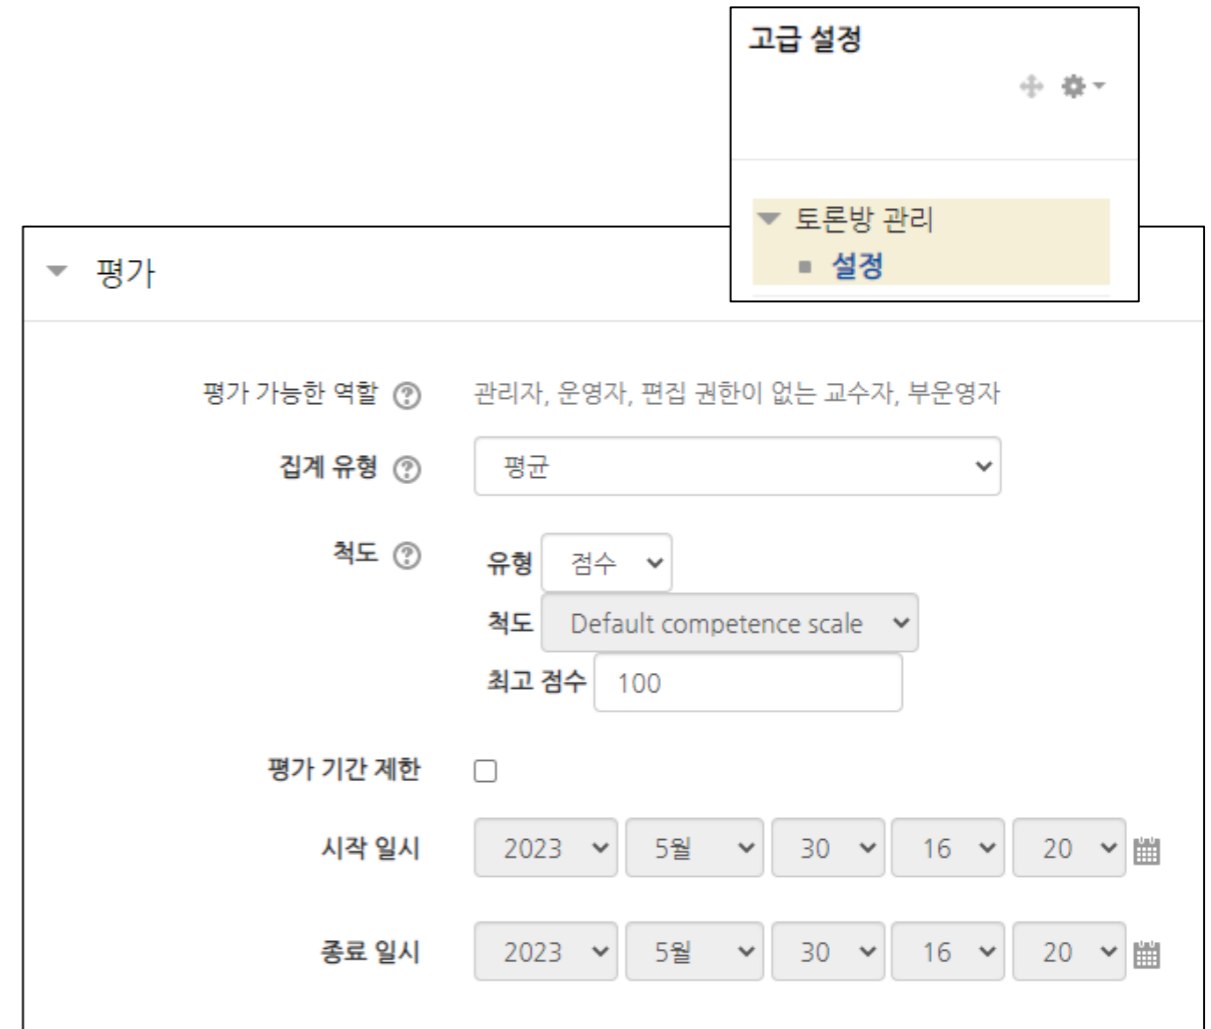 고급 설정
토론방 관리
설정
평가
평가 가능한 역할 관리자, 운영자, 편집 권한이 없는 교수자, 부운영자
집계 유형 평균
척도 유형 점수
척도 Default competence scale
최고 점수 100
평가 기간 제한
시작 일시 2023 5월 30 16 20
종료 일시 2023 5월 30 16 20